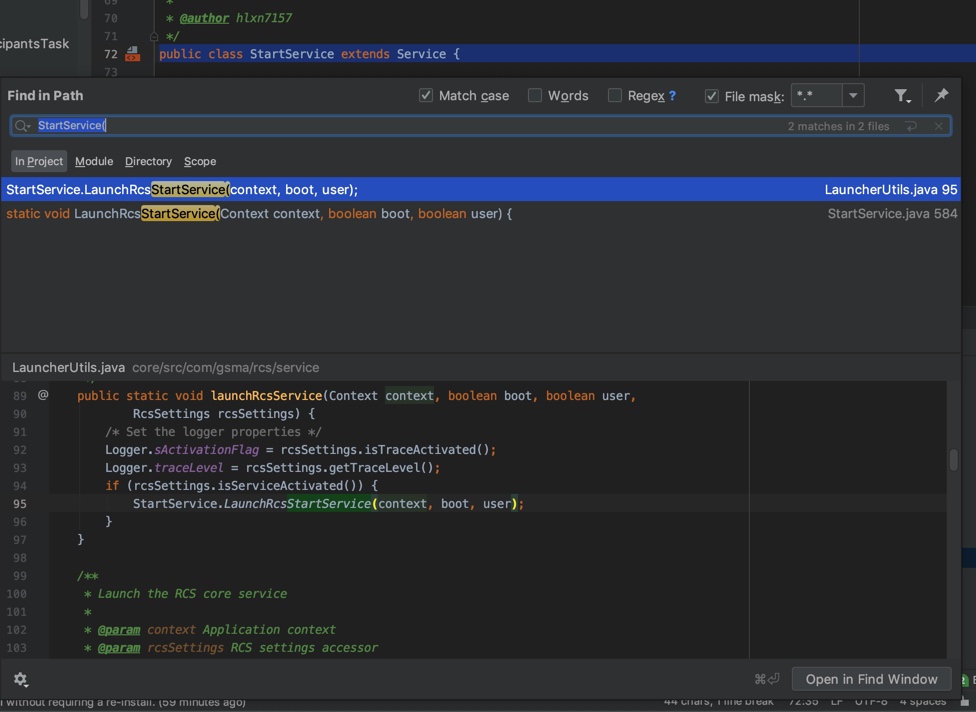 69 *
70 * @author hlxn7157
71 */
cipantsTask
72 public class StartService extends Service {
73
Find in Path Match case Words Regex ? File mask: *.*
StartService( 2 matches in 2 files
In Project Module Directory Scope
StartService.LaunchRcsStartService(context, boot, user); LauncherUtils.java 95
static void LaunchRcsStartService(Context context, boolean boot, boolean user) { StartService.java 584
LauncherUtils.java core/src/com/gsma/rcs/service
89 @ public static void launchRcsService(Context context, boolean boot, boolean user,
90 RcsSettings rcsSettings) {
91 /* Set the logger properties */
92 Logger.sActivationFlag = rcsSettings.isTraceActivated();
93 Logger.traceLevel = rcsSettings.getTraceLevel();
94 if (rcsSettings.isServiceActivated()) {
95 StartService.LaunchRcsStartService(context, boot, user);
96 }
97 }
98
99 /**
100 * Launch the RCS core service
101 *
102 * @param context Application context
103 * @param rcsSettings RCS settings accessor
⌘⏎ Open in Find Window
without requiring a re-install. (59 minutes ago) 44 chars, 1 line break 72:35 LF UTF-8 4 spaces